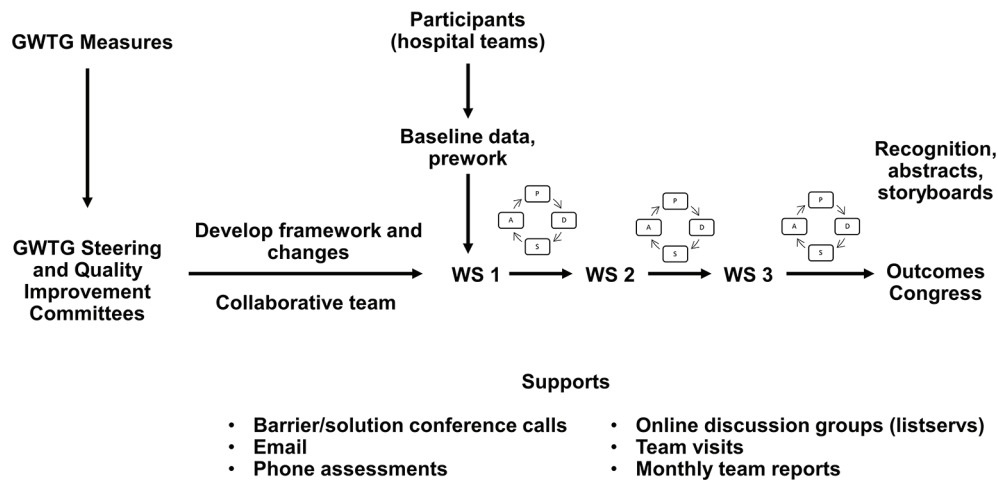 GWTG Measures
Participants
(hospital teams)
Baseline data,
prework
Recognition,
abstracts,
storyboards
GWTG Steering
and Quality
Improvement
Committees
Develop framework and
changes
Collaborative team
WS 1
P
D
S
A
WS 2
P
D
S
A
WS 3
P
D
S
A
Outcomes
Congress
Supports
• Barrier/solution conference calls
• Email
• Phone assessments
• Online discussion groups (listservs)
• Team visits
• Monthly team reports